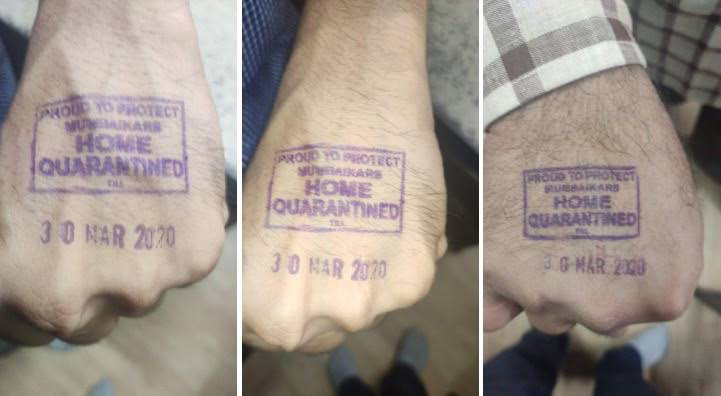 PROUD TO PROTECT
MUMBAIKARS
HOME
QUARANTINED
TILL
30 MAR 2020
PROUD TO PROTECT
MUMBAIKARS
HOME
QUARANTINED
TILL
30 MAR 2020
PROUD TO PROTECT
MUMBAIKARS
HOME
QUARANTINED
TILL
30 MAR 2020